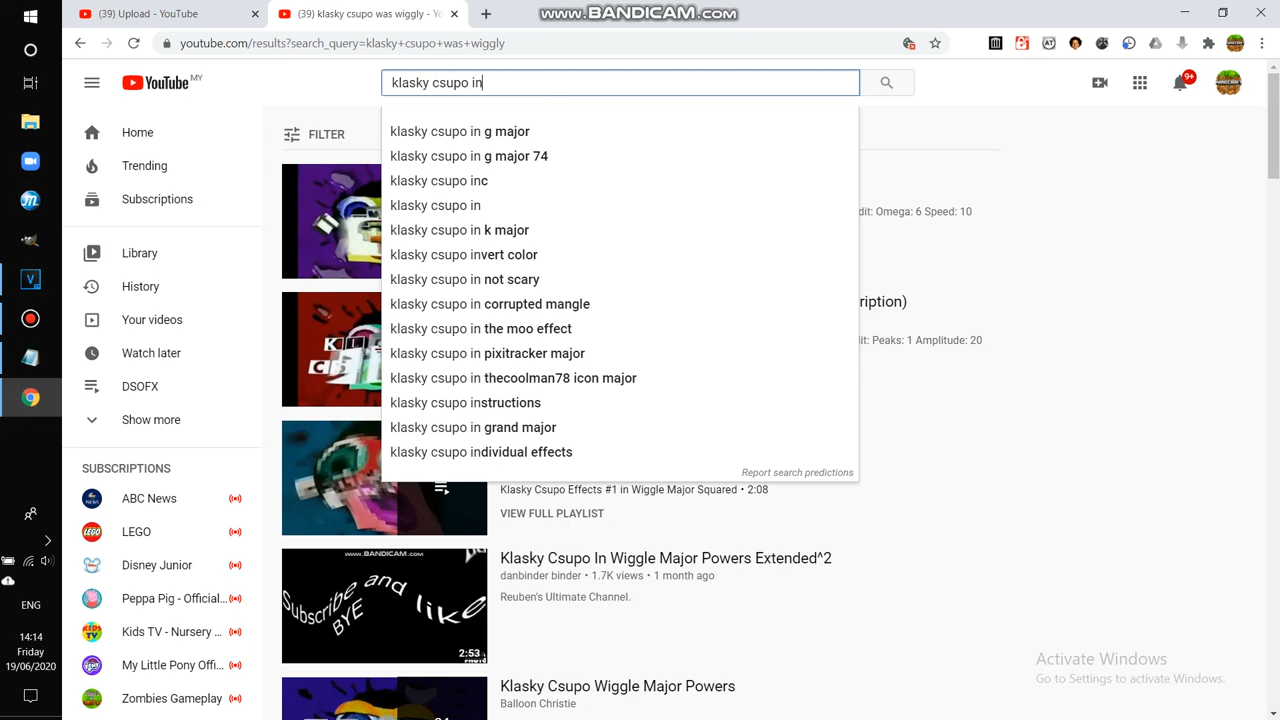 (39) Upload - YouTube
(39) klasky csupo was wiggly - Yo
www.BANDICAM.com
youtube.com/results?search_query=klasky+csupo+was+wiggly
YouTube MY
klasky csupo in
9+
FILTER
klasky csupo in g major
klasky csupo in g major 74
klasky csupo inc
klasky csupo in
klasky csupo in k major
klasky csupo invert color
klasky csupo in not scary
klasky csupo in corrupted mangle
klasky csupo in the moo effect
klasky csupo in pixitracker major
klasky csupo in thecoolman78 icon major
klasky csupo instructions
klasky csupo in grand major
klasky csupo individual effects
Report search predictions
Home
Trending
Subscriptions
Library
History
Your videos
Watch later
DSOFX
Show more
SUBSCRIPTIONS
ABC News
LEGO
Disney Junior
Peppa Pig - Official...
Kids TV - Nursery ...
My Little Pony Offi...
Zombies Gameplay
dit: Omega: 6 Speed: 10
ription)
it: Peaks: 1 Amplitude: 20
Klasky Csupo Effects #1 in Wiggle Major Squared • 2:08
VIEW FULL PLAYLIST
www.BANDICAM.com
Subscribe and like
BYE
2:53
Klasky Csupo In Wiggle Major Powers Extended^2
danbinder binder • 1.7K views • 1 month ago
Reuben's Ultimate Channel.
Klasky Csupo Wiggle Major Powers
Balloon Christie
Activate Windows
Go to Settings to activate Windows.
ENG
14:14
Friday
19/06/2020